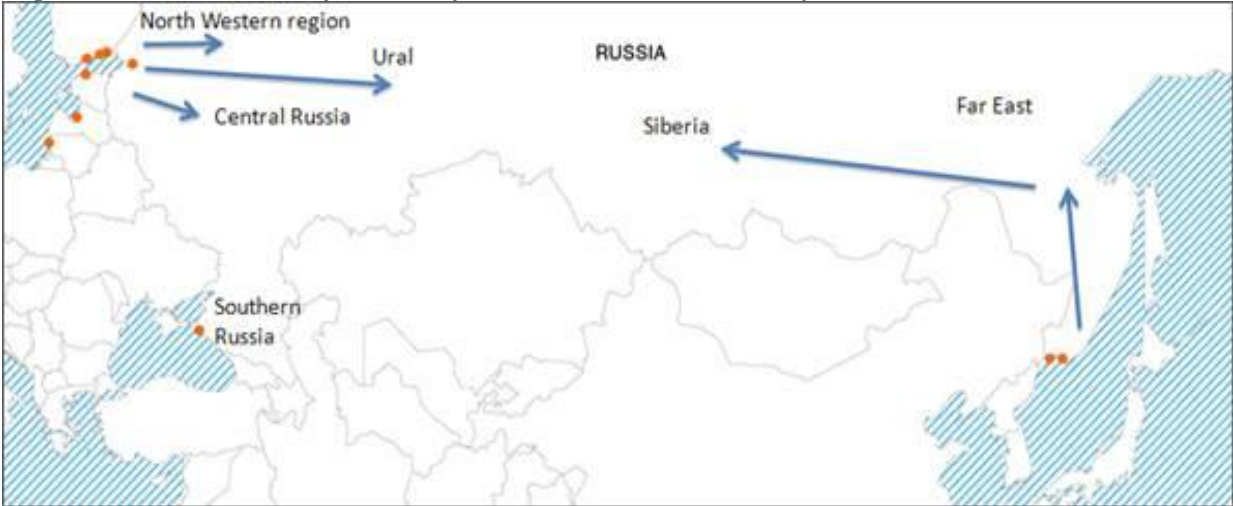 North Western region
Ural
RUSSIA
Central Russia
Far East
Siberia
Southern
Russia